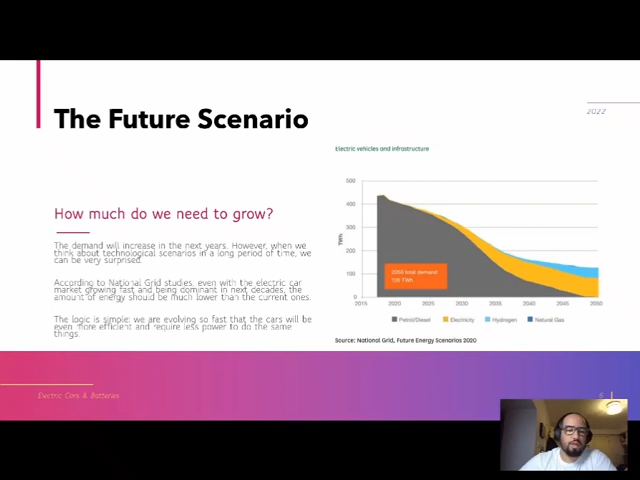 The Future Scenario
2022
Electric vehicles and infrastructure
How much do we need to grow?
The demand will increase in the next years. However, when we
think about technological scenarios in a long period of time, we
can be very surprised.
According to National Grid studies, even with the electric car
market growing fast and being dominant in next decades, the
amount of energy should be much lower than the current ones.
The logic is simple: we are evolving so fast that the cars will be
even more efficient and require less power to do the same
things.
TWh
500
400
300
200
100
0
2050 total demand
2015 2020 2025 2030 2035 2040 2045 2050
Petrol/Diesel Electricity Hydrogen Natural Gas
Source: National Grid, Future Energy Scenarios 2020
Electric Cars & Batteries